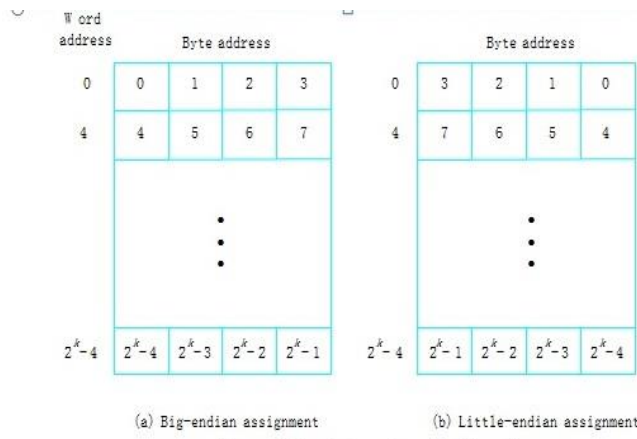 W ord
address
Byte address
Byte address
0 0 1 2 3
0 3 2 1 0
4 4 5 6 7
4 7 6 5 4
2^k-4 2^k-4 2^k-3 2^k-2 2^k-1
2^k-4 2^k-1 2^k-2 2^k-3 2^k-4
(a) Big-endian assignment
(b) Little-endian assignment